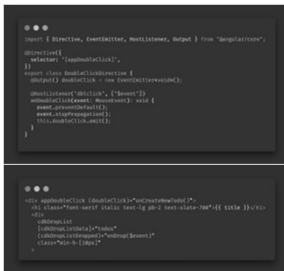 import { Directive, EventEmitter, HostListener, Output } from "@angular/core";
@Directive({
selector: '[appDoubleClick]',
})
export class DoubleClickDirective {
@Output() doubleClick = new EventEmitter<void>();
@HostListener('dblclick', ["$event"])
onDoubleClick(event: MouseEvent): void {
event.preventDefault();
event.stopPropagation();
this.doubleClick.emit();
}
}
<div appDoubleClick (doubleClick)="onCreateNewTodo()">
<h1 class="font-serif italic text-lg pb-2 text-slate-700">{{ title }}</h1>
<div
cdkDropList
[cdkDropListData]="todos"
(cdkDropListDropped)="onDrop($event)"
class="min-h-[10px]"
>